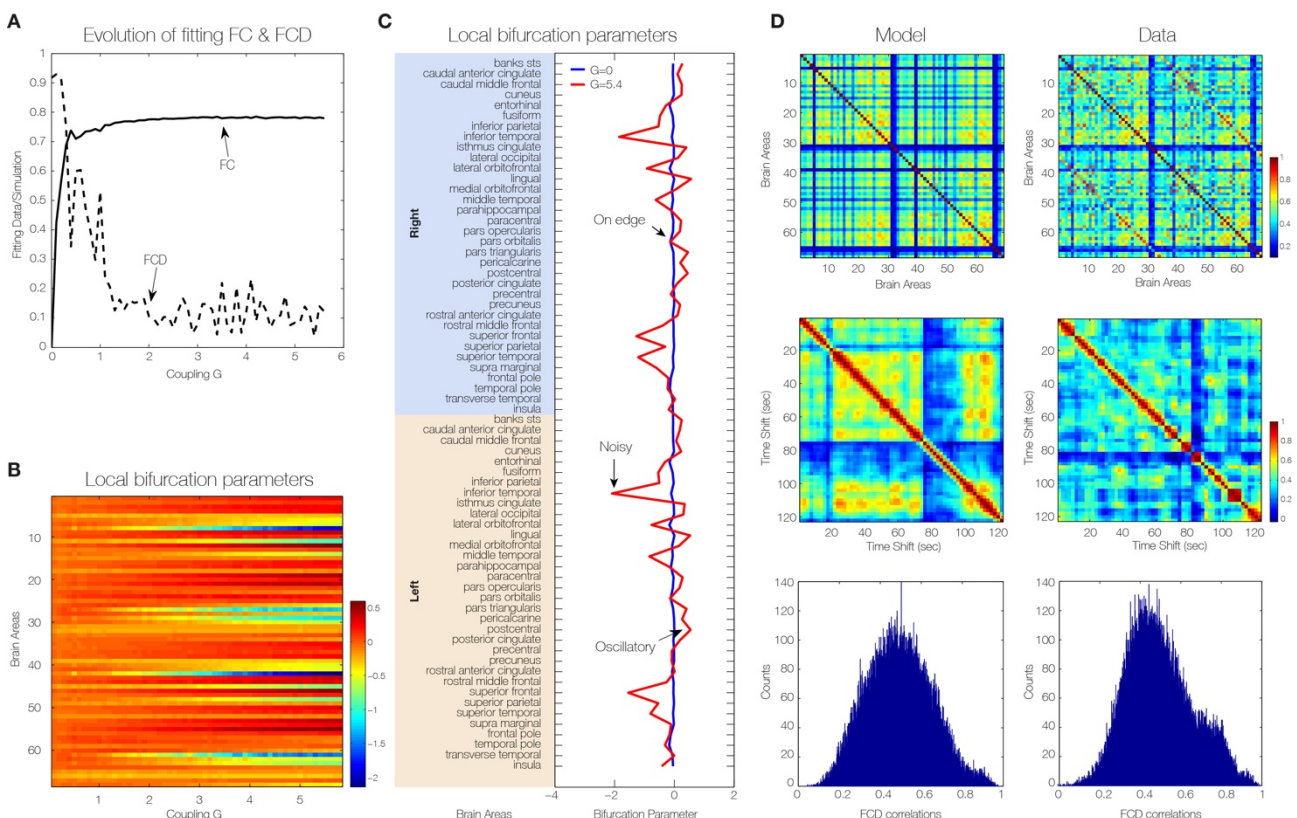 A
Evolution of fitting FC & FCD
Fitting Data/Simulation
1
0.9
0.8
0.7
0.6
0.5
0.4
0.3
0.2
0.1
0
FC
FCD
0 1 2 3 4 5 6
Coupling G
B
Local bifurcation parameters
Brain Areas
10
20
30
40
50
60
1 2 3 4 5
Coupling G
0.5
0
−0.5
−1
−1.5
−2
C
Local bifurcation parameters
Right
banks sts
caudal anterior cingulate
caudal middle frontal
cuneus
entorhinal
fusiform
inferior parietal
inferior temporal
isthmus cingulate
lateral occipital
lateral orbitofrontal
lingual
medial orbitofrontal
middle temporal
parahippocampal
paracentral
pars opercularis
pars orbitalis
pars triangularis
pericalcarine
postcentral
posterior cingulate
precentral
precuneus
rostral anterior cingulate
rostral middle frontal
superior frontal
superior parietal
superior temporal
supra marginal
frontal pole
temporal pole
transverse temporal
insula
Left
banks sts
caudal anterior cingulate
caudal middle frontal
cuneus
entorhinal
fusiform
inferior parietal
inferior temporal
isthmus cingulate
lateral occipital
lateral orbitofrontal
lingual
medial orbitofrontal
middle temporal
parahippocampal
paracentral
pars opercularis
pars orbitalis
pars triangularis
pericalcarine
postcentral
posterior cingulate
precentral
precuneus
rostral anterior cingulate
rostral middle frontal
superior frontal
superior parietal
superior temporal
supra marginal
frontal pole
temporal pole
transverse temporal
insula
G=0
G=5.4
On edge
Noisy
Oscillatory
−4 −2 0 2 4
Brain Areas
Bifurcation Parameter
D
Model
Brain Areas
10
20
30
40
50
60
10 20 30 40 50 60
Brain Areas
Data
Brain Areas
10
20
30
40
50
60
10 20 30 40 50 60
Brain Areas
1
0.8
0.6
0.4
0.2
Time Shift (sec)
20
40
60
80
100
120
20 40 60 80 100 120
Time Shift (sec)
Time Shift (sec)
20
40
60
80
100
120
20 40 60 80 100 120
Time Shift (sec)
1
0.8
0.6
0.4
0.2
0
Counts
140
120
100
80
60
40
20
0
0 0.2 0.4 0.6 0.8 1
FCD correlations
Counts
140
120
100
80
60
40
20
0
0 0.2 0.4 0.6 0.8 1
FCD correlations